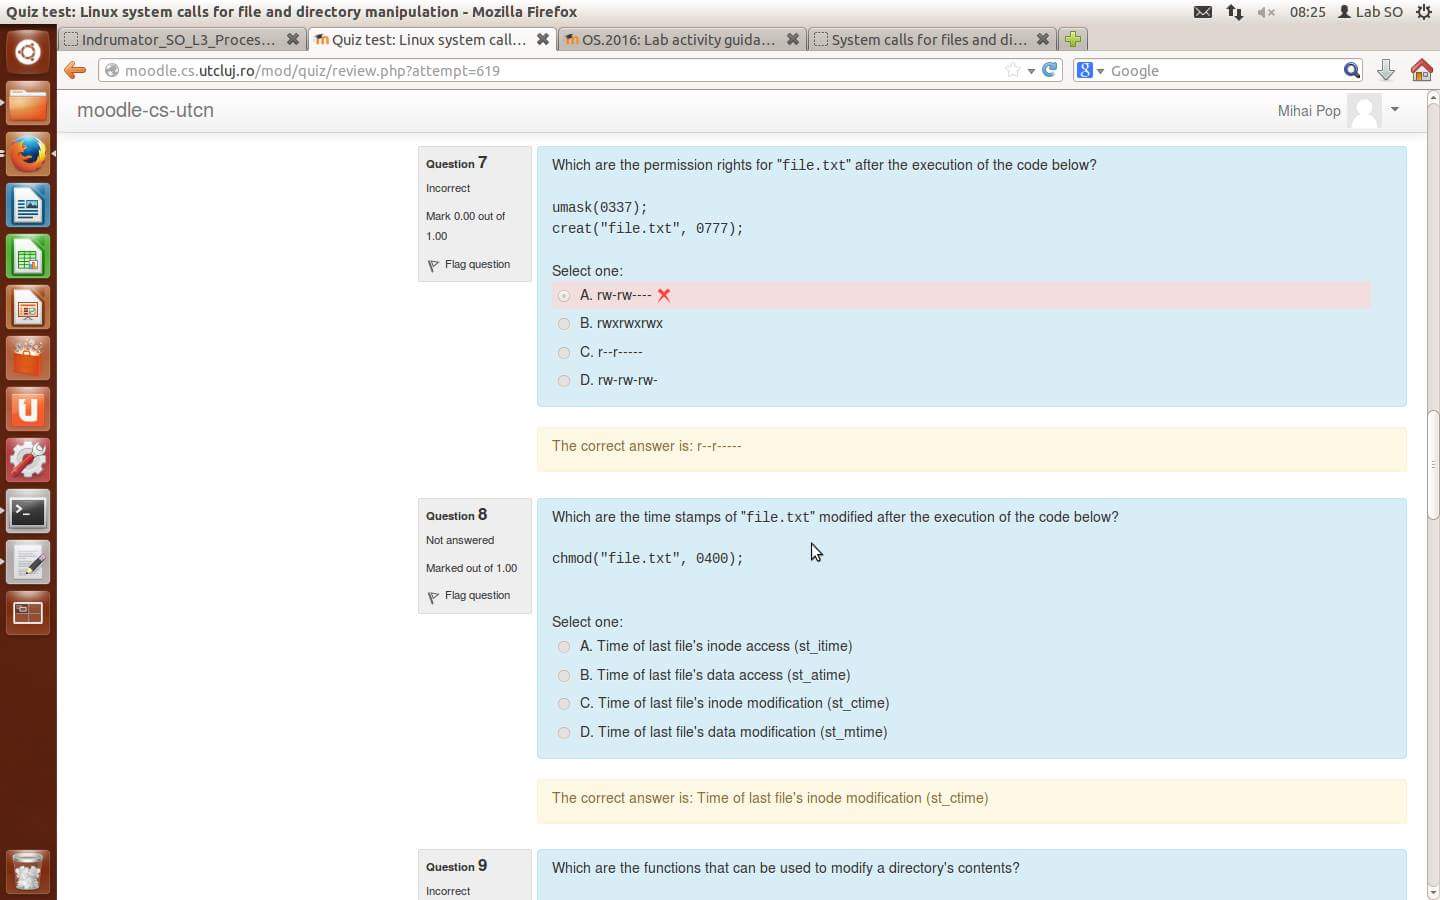 Quiz test: Linux system calls for file and directory manipulation - Mozilla Firefox
08:25
Lab SO
Indrumator_SO_L3_Proces...
Quiz test: Linux system call...
OS.2016: Lab activity guida...
System calls for files and di...
moodle.cs.utcluj.ro/mod/quiz/review.php?attempt=619
Google
moodle-cs-utcn
Mihai Pop
Question 7
Incorrect
Mark 0.00 out of
1.00
Flag question
Which are the permission rights for "file.txt" after the execution of the code below?
umask(0337);
creat("file.txt", 0777);
Select one:
A. rw-rw----
B. rwxrwxrwx
C. r--r-----
D. rw-rw-rw-
The correct answer is: r--r-----
Question 8
Not answered
Marked out of 1.00
Flag question
Which are the time stamps of "file.txt" modified after the execution of the code below?
chmod("file.txt", 0400);
Select one:
A. Time of last file's inode access (st_itime)
B. Time of last file's data access (st_atime)
C. Time of last file's inode modification (st_ctime)
D. Time of last file's data modification (st_mtime)
The correct answer is: Time of last file's inode modification (st_ctime)
Question 9
Incorrect
Which are the functions that can be used to modify a directory's contents?